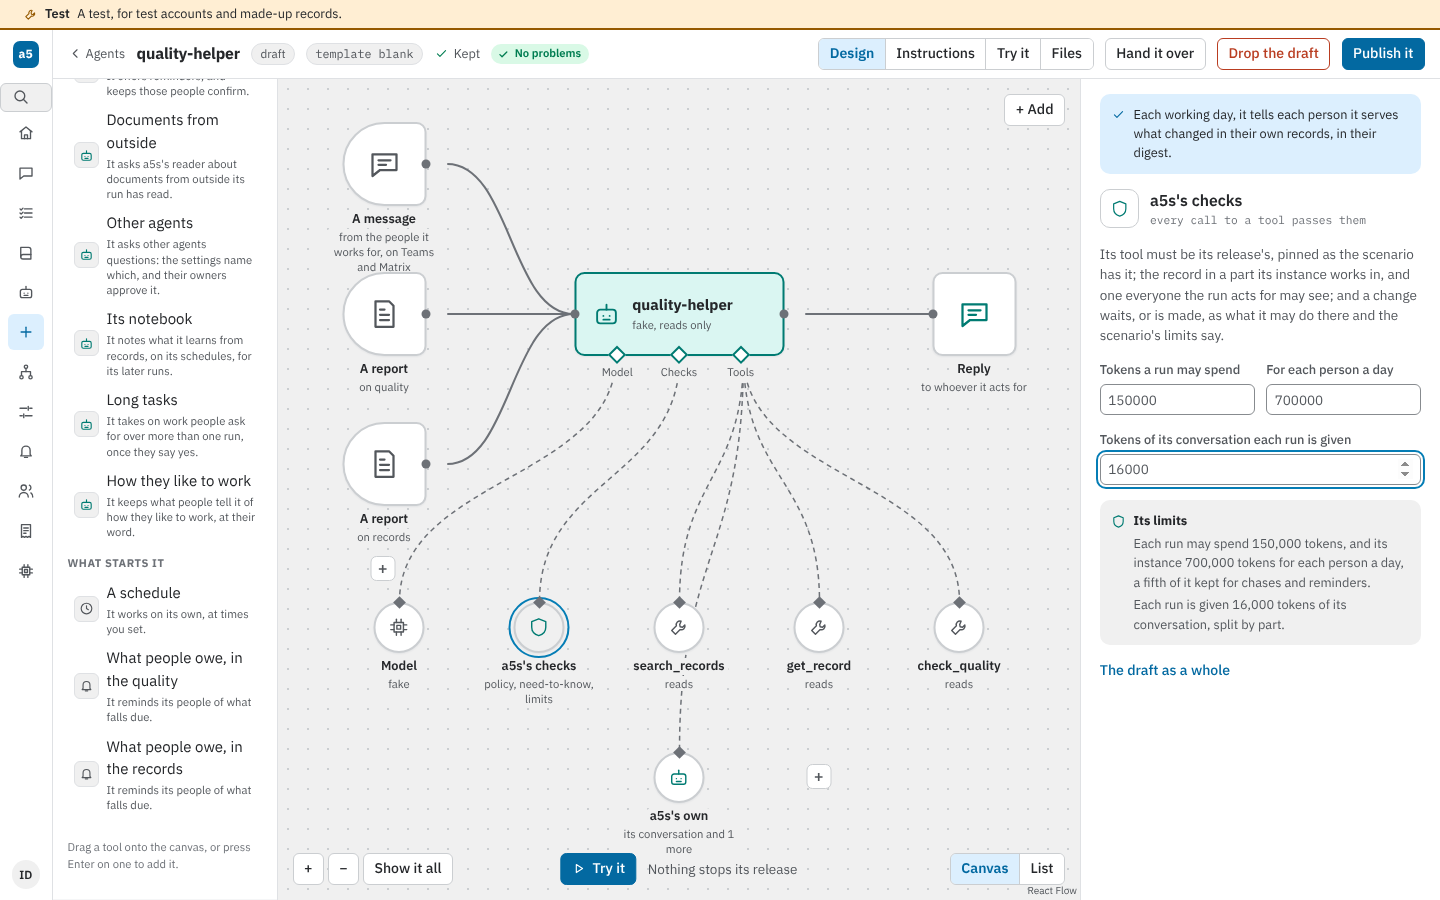 Test A test, for test accounts and made-up records.
a5
Agents
quality-helper
draft
template blank
Kept
No problems
Design
Instructions
Try it
Files
Hand it over
Drop the draft
Publish it
keeps those people confirm.
Documents from
outside
It asks a5s's reader about
documents from outside its
run has read.
Other agents
It asks other agents
questions: the settings name
which, and their owners
approve it.
Its notebook
It notes what it learns from
records, on its schedules, for
its later runs.
Long tasks
It takes on work people ask
for over more than one run,
once they say yes.
How they like to work
It keeps what people tell it of
how they like to work, at their
word.
WHAT STARTS IT
A schedule
It works on its own, at times
you set.
What people owe, in
the quality
It reminds its people of what
falls due.
What people owe, in
the records
It reminds its people of what
falls due.
Drag a tool onto the canvas, or press
Enter on one to add it.
ID
+ Add
A message
from the people it
works for, on Teams
and Matrix
A report
on quality
A report
on records
+
quality-helper
fake, reads only
Model
Checks
Tools
Reply
to whoever it acts for
Model
fake
a5s's checks
policy, need-to-know,
limits
search_records
reads
get_record
reads
check_quality
reads
a5s's own
its conversation and 1
more
+
+
−
Show it all
Try it
Nothing stops its release
Canvas
List
React Flow
Each working day, it tells each person it serves
what changed in their own records, in their
digest.
a5s's checks
every call to a tool passes them
Its tool must be its release's, pinned as the scenario
has it; the record in a part its instance works in, and
one everyone the run acts for may see; and a change
waits, or is made, as what it may do there and the
scenario's limits say.
Tokens a run may spend
For each person a day
150000
700000
Tokens of its conversation each run is given
16000
Its limits
Each run may spend 150,000 tokens, and its
instance 700,000 tokens for each person a day,
a fifth of it kept for chases and reminders.
Each run is given 16,000 tokens of its
conversation, split by part.
The draft as a whole